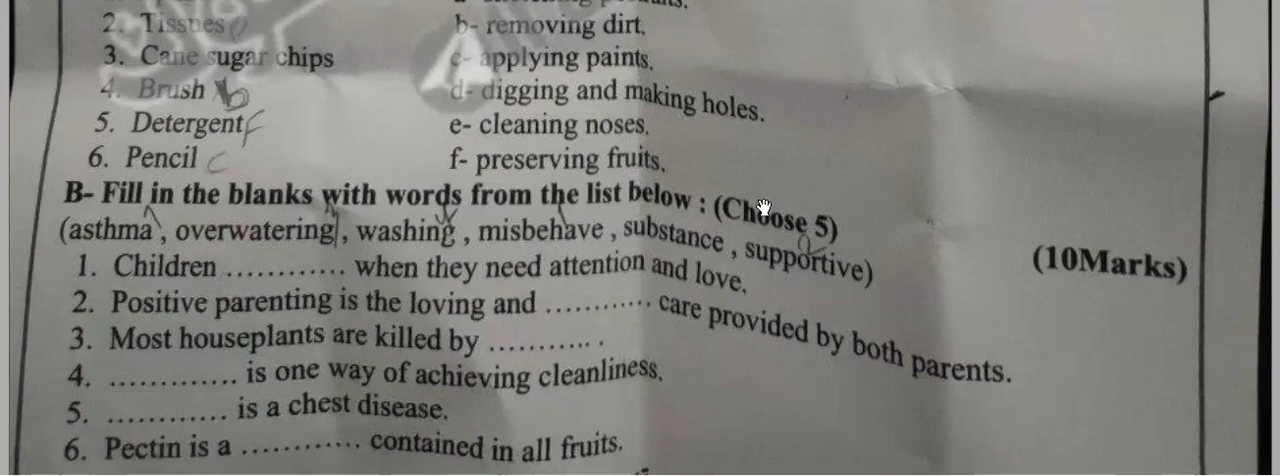 2. Tissues
b- removing dirt.
3. Cane sugar chips
c- applying paints.
4. Brush b
d- digging and making holes.
5. Detergent
e- cleaning noses.
6. Pencil c
f- preserving fruits.
B- Fill in the blanks with words from the list below : (Choose 5)
(asthma , overwatering , washing , misbehave , substance , supportive)
(10Marks)
1. Children ............ when they need attention and love.
2. Positive parenting is the loving and ............ care provided by both parents.
3. Most houseplants are killed by ............
4. ............. is one way of achieving cleanliness.
5. ............ is a chest disease.
6. Pectin is a ............ contained in all fruits.